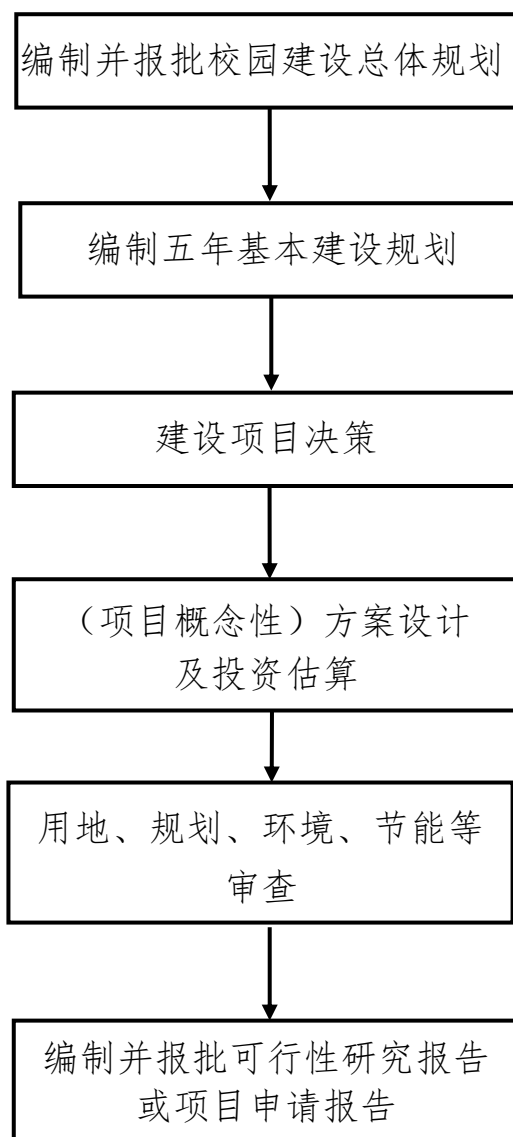 编制并报批校园建设总体规划
编制五年基本建设规划
建设项目决策
（项目概念性）方案设计
及投资估算
用地、规划、环境、节能等
审查
编制并报批可行性研究报告
或项目申请报告